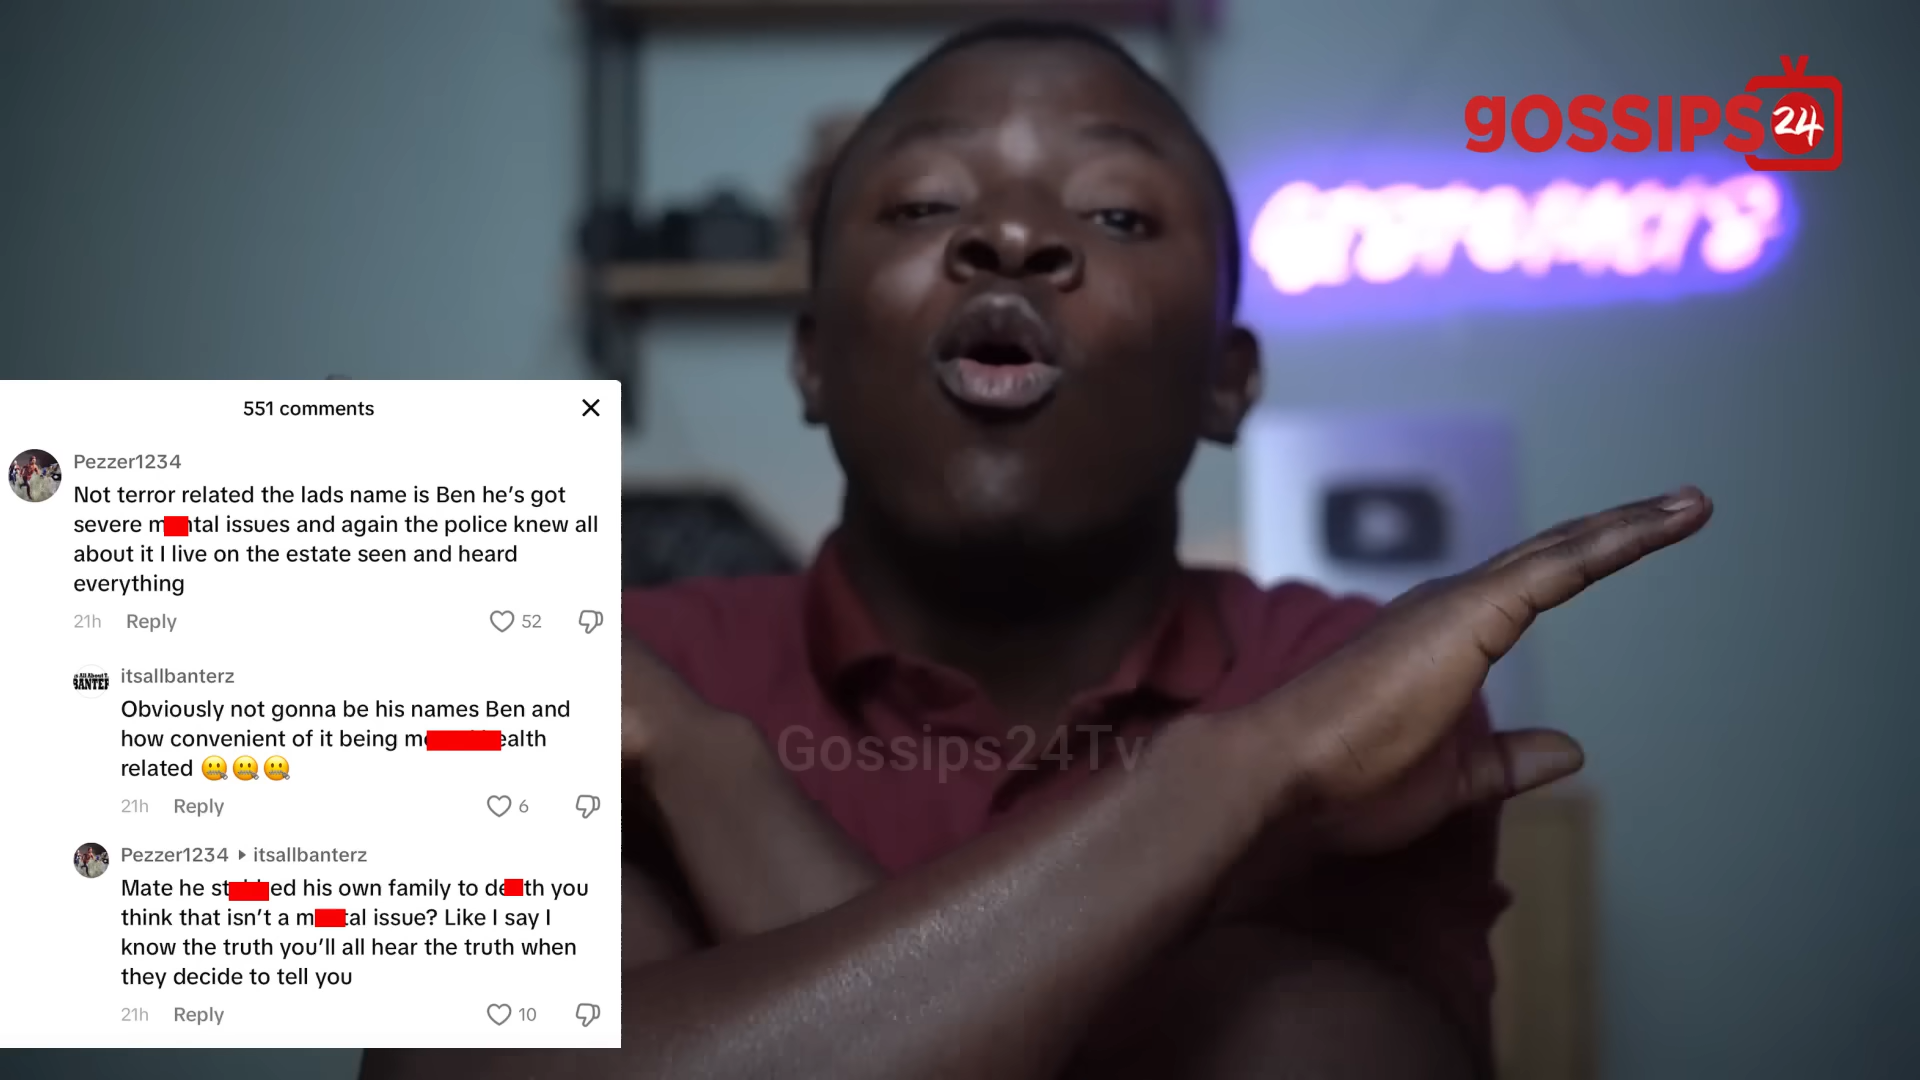 gOSSIPS24
551 comments
Pezzer1234
Not terror related the lads name is Ben he's got
severe m tal issues and again the police knew all
about it I live on the estate seen and heard
everything
21h Reply 52
itsallbanterz
Obviously not gonna be his names Ben and
how convenient of it being me ealth
related 🤐🤐🤐
21h Reply 6
Pezzer1234 ▸ itsallbanterz
Mate he st ed his own family to de th you
think that isn't a m tal issue? Like I say I
know the truth you'll all hear the truth when
they decide to tell you
21h Reply 10
Gossips24Tv